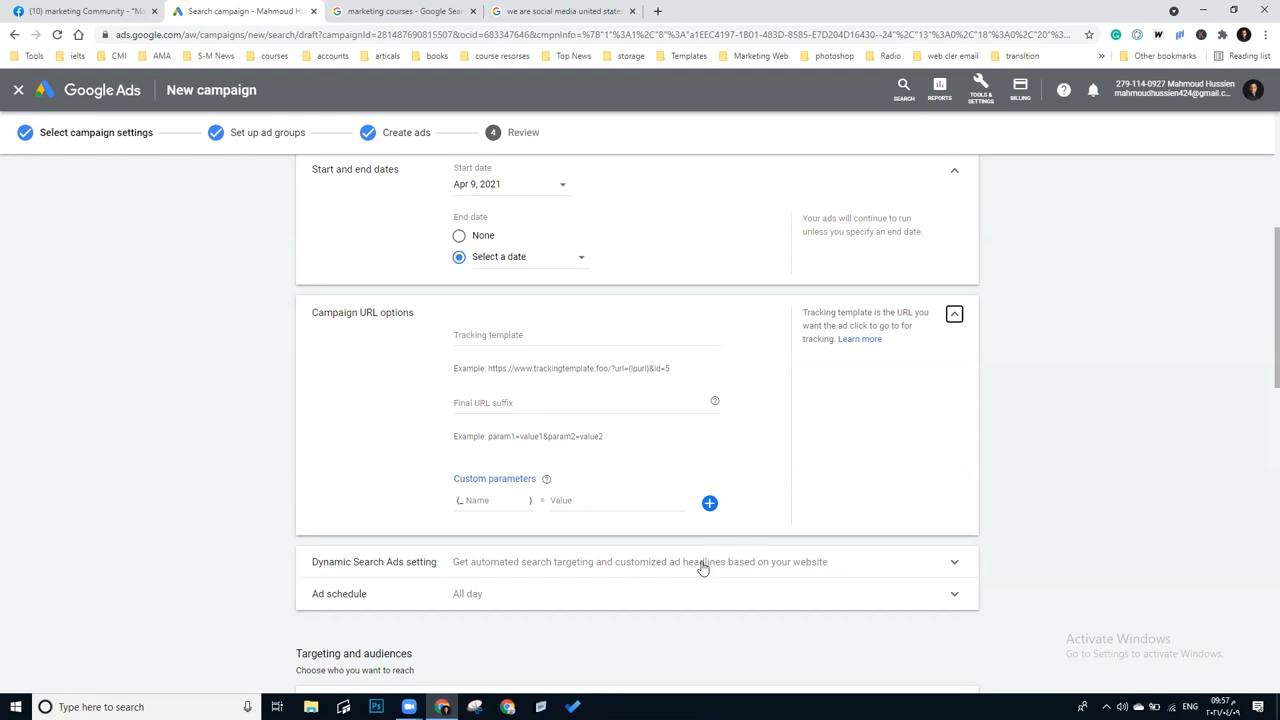 (10) marketing Community - "Ma
Search campaign - Mahmoud Hus
marketing courses - Google Sear
we are social media united state
ads.google.com/aw/campaigns/new/search/draft?campaignId=281487690815507&ocid=683347646&cmpnInfo=%7B"1%3A1%2C"8%3A"a1EEC4197-1B01-483D-8585-E7D204D16430--24%2C"13%3A0%2C"18%3A0%2C"20%3...
Tools
ielts
CMI
AMA
S-M News
courses
accounts
articals
books
course resorses
Top News
storage
Templates
Marketing Web
photoshop
Radio
web cler email
transltion
»
Other bookmarks
Reading list
Google Ads
New campaign
SEARCH
REPORTS
TOOLS &
SETTINGS
BILLING
279-114-0927 Mahmoud Hussien
mahmoudhussien424@gmail.c...
Select campaign settings
Set up ad groups
Create ads
4
Review
Start and end dates
Start date
Apr 9, 2021
End date
None
Select a date
Your ads will continue to run
unless you specify an end date.
Campaign URL options
Tracking template
Example: https://www.trackingtemplate.foo/?url={lpurl}&id=5
Final URL suffix
Example: param1=value1&param2=value2
Custom parameters
{_ Name } = Value
Tracking template is the URL you
want the ad click to go to for
tracking. Learn more
Dynamic Search Ads setting
Get automated search targeting and customized ad headlines based on your website
Ad schedule
All day
Targeting and audiences
Choose who you want to reach
Activate Windows
Go to Settings to activate Windows.
Type here to search
ENG
09:57 م
٢٠٢١/٠٤/٠٩